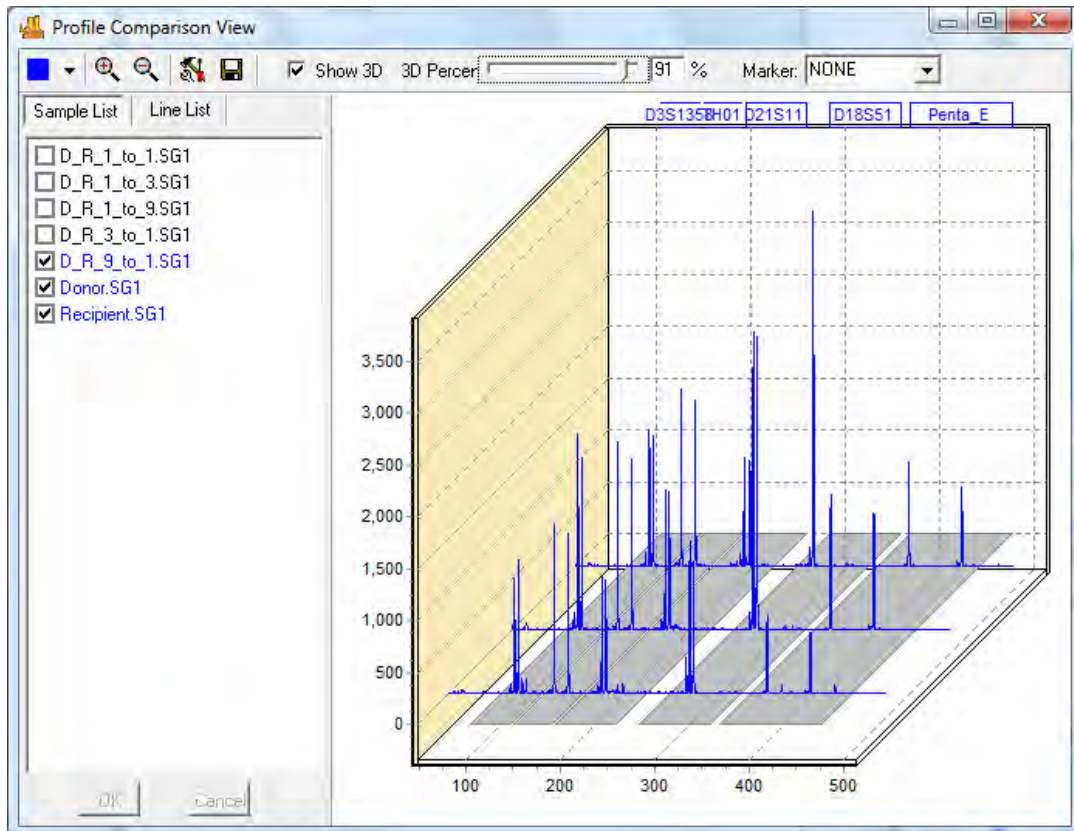 Profile Comparison View
Show 3D 3D Percer 91 % Marker: NONE
Sample List Line List
D_R_1_to_1.SG1
D_R_1_to_3.SG1
D_R_1_to_9.SG1
D_R_3_to_1.SG1
D_R_9_to_1.SG1
Donor.SG1
Recipient.SG1
OK Cancel
D3S1358 TH01 D21S11 D18S51 Penta_E
3,500
3,000
2,500
2,000
1,500
1,000
500
0
100 200 300 400 500